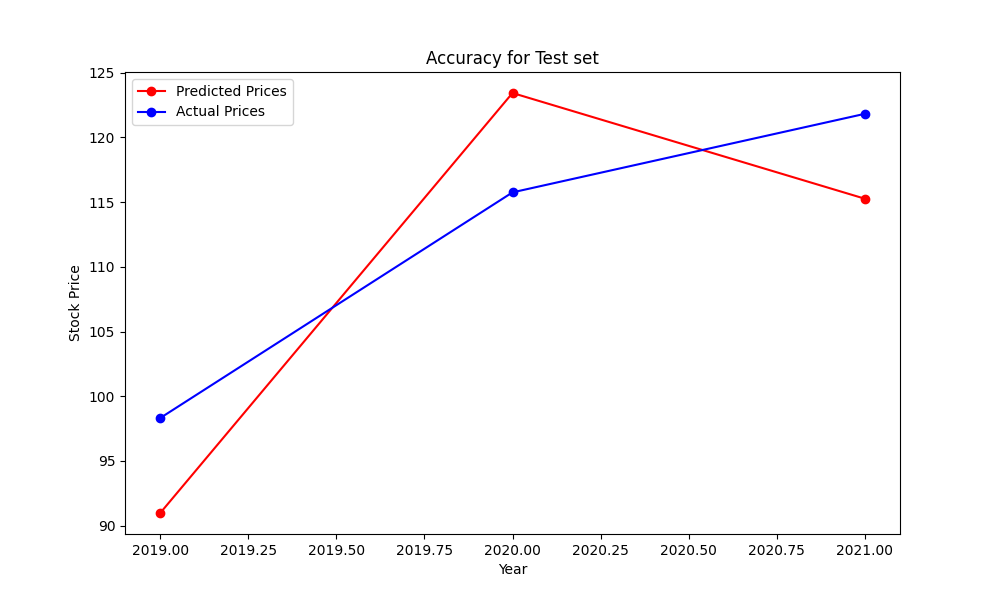 Accuracy for Test set
Predicted Prices
Actual Prices
125
120
115
110
105
100
95
90
Stock Price
2019.00 2019.25 2019.50 2019.75 2020.00 2020.25 2020.50 2020.75 2021.00
Year